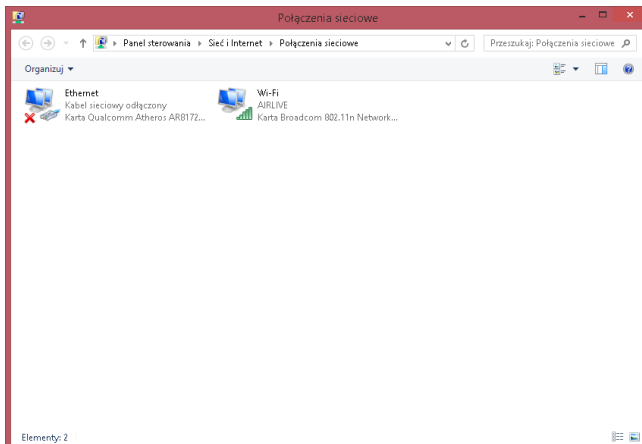 Połączenia sieciowe
Panel sterowania Sieć i Internet Połączenia sieciowe
Przeszukaj: Połączenia sieciowe
Organizuj
Ethernet
Kabel sieciowy odłączony
Karta Qualcomm Atheros AR8172...
Wi-Fi
AIRLIVE
Karta Broadcom 802.11n Network...
Elementy: 2